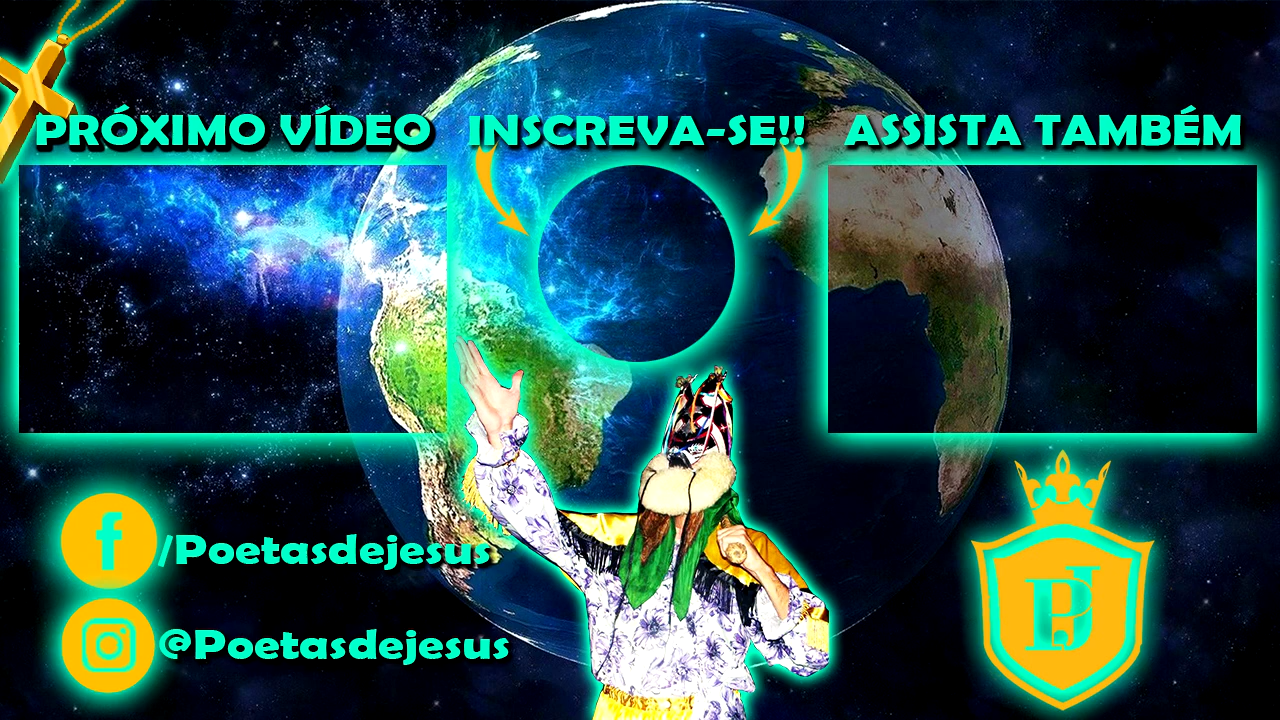 PRÓXIMO VÍDEO
INSCREVA-SE!!
ASSISTA TAMBÉM
/Poetasdejesus
@Poetasdejesus
PJ